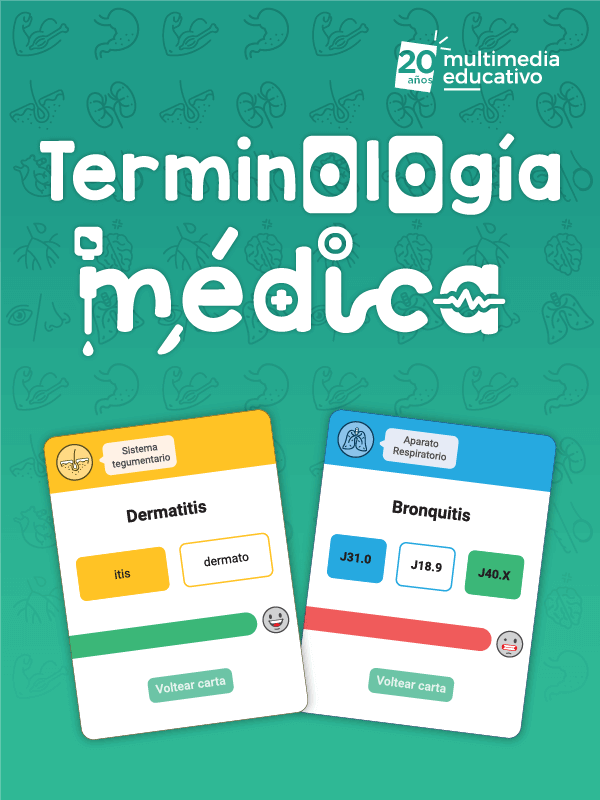 20
años
multimedia
educativo
Terminología
médica
Sistema
tegumentario
Dermatitis
itis
dermato
Voltear carta
Aparato
Respiratorio
Bronquitis
J31.0
J18.9
J40.X
Voltear carta